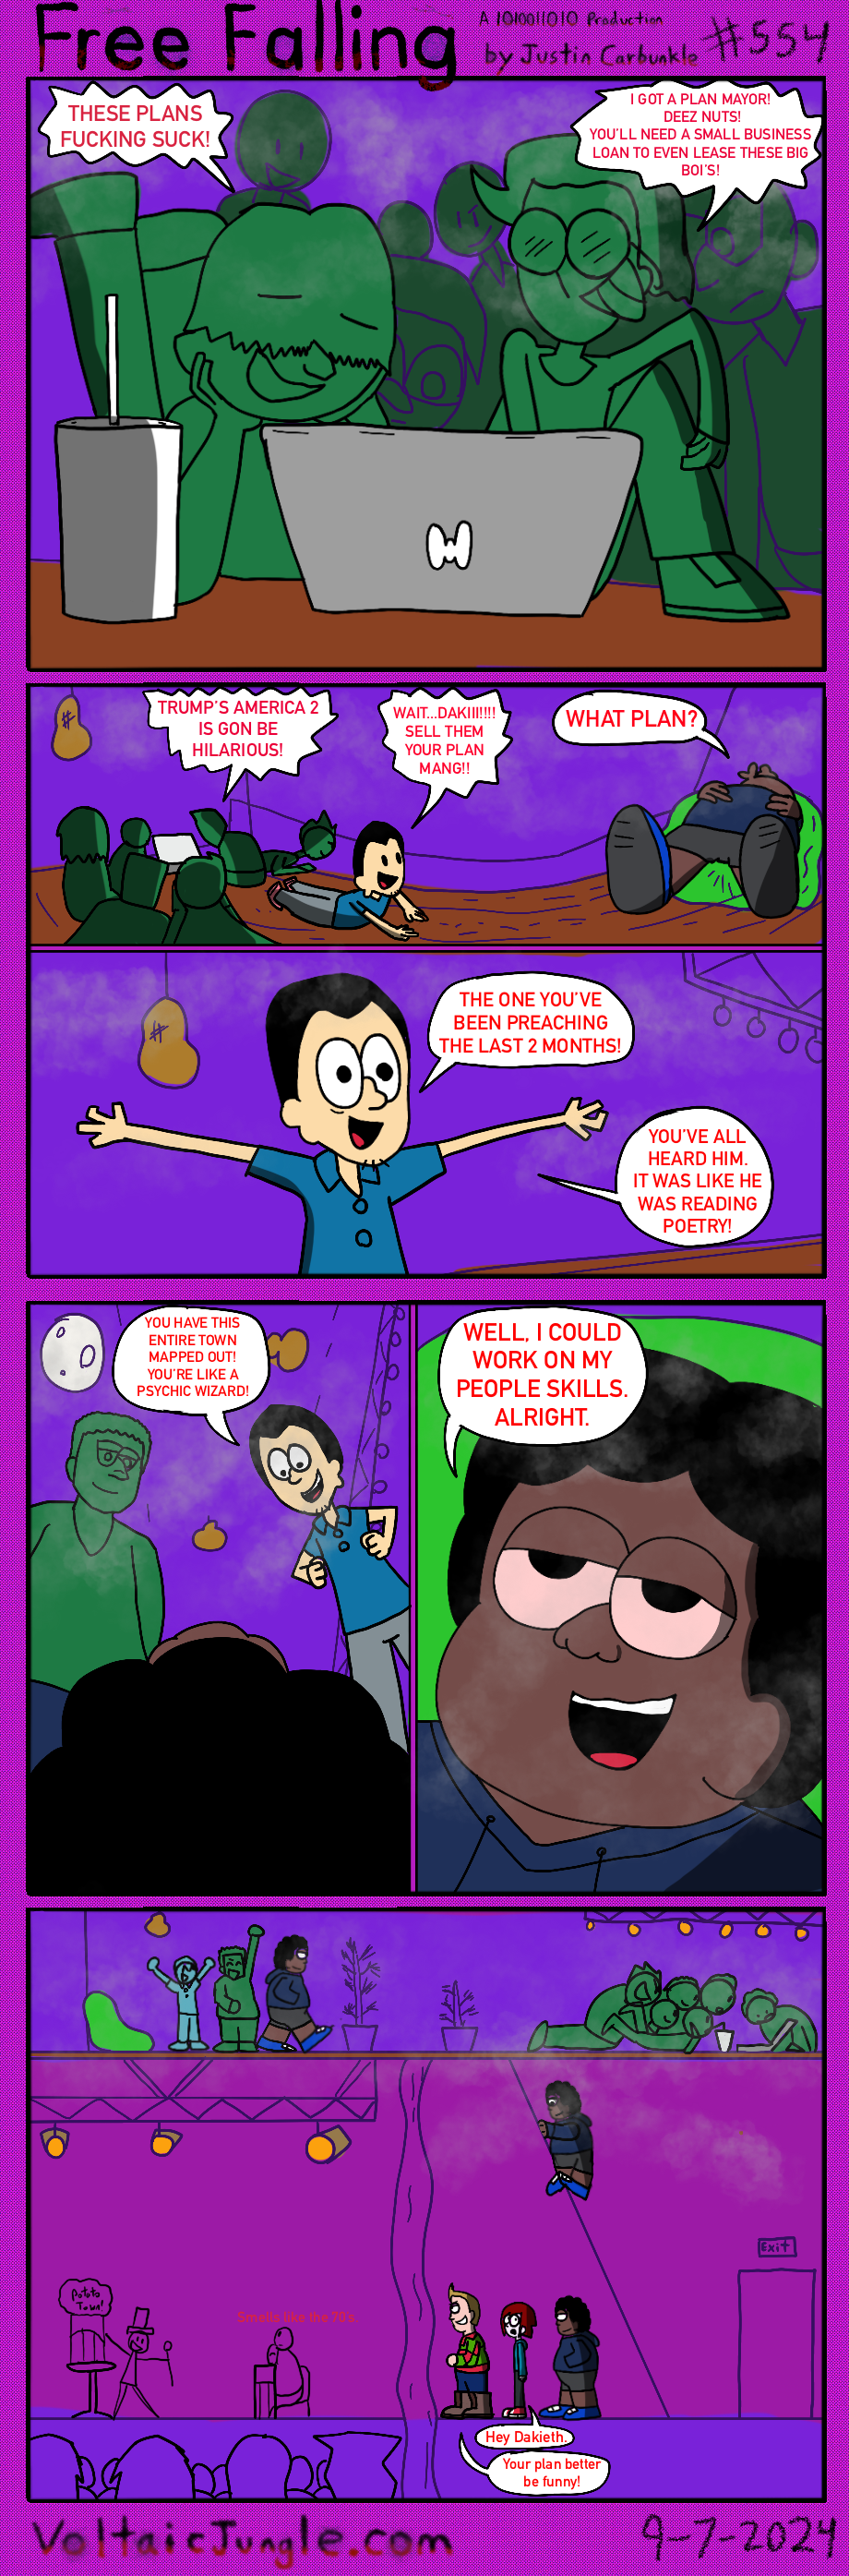 Free Falling
A 1010011010 Production
by Justin Carbunkle
#554
THESE PLANS
FUCKING SUCK!
I GOT A PLAN MAYOR!
DEEZ NUTS!
YOU'LL NEED A SMALL BUSINESS
LOAN TO EVEN LEASE THESE BIG
BOI'S!
#
TRUMP'S AMERICA 2
IS GON BE
HILARIOUS!
WAIT...DAKIII!!!!
SELL THEM
YOUR PLAN
MANG!!
WHAT PLAN?
#
THE ONE YOU'VE
BEEN PREACHING
THE LAST 2 MONTHS!
YOU'VE ALL
HEARD HIM.
IT WAS LIKE HE
WAS READING
POETRY!
YOU HAVE THIS
ENTIRE TOWN
MAPPED OUT!
YOU'RE LIKE A
PSYCHIC WIZARD!
WELL, I COULD
WORK ON MY
PEOPLE SKILLS.
ALRIGHT.
Exit
Potato
Town!
Smells like the 70's.
Hey Dakieth.
Your plan better
be funny!
VoltaicJungle.com
9-7-2024